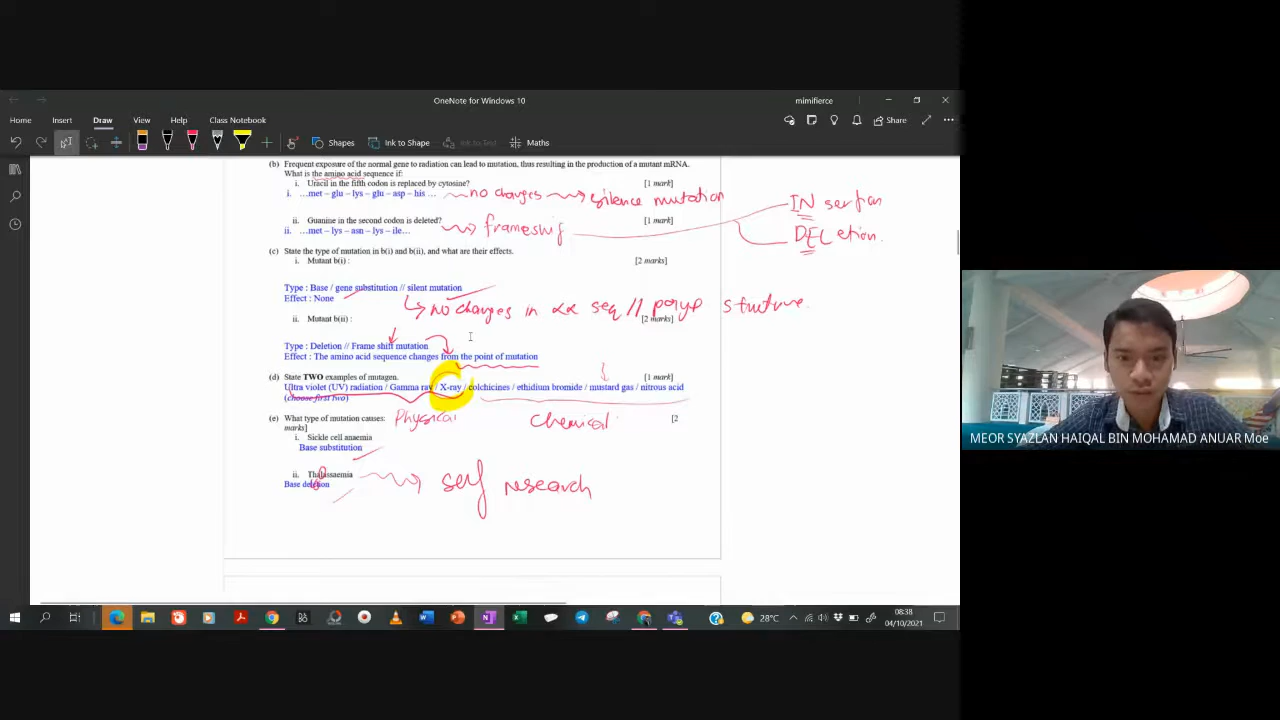 OneNote for Windows 10
mimifierce
Home Insert Draw View Help Class Notebook
Share
Shapes Ink to Shape Ink to Text Maths
(b) Frequent exposure of the normal gene to radiation can lead to mutation, thus resulting in the production of a mutant mRNA.
What is the amino acid sequence if:
i. Uracil in the fifth codon is replaced by cytosine? [1 mark]
i. ...met – glu – lys – glu – asp – his ... no changes silence mutation
IN sertion
ii. Guanine in the second codon is deleted? [1 mark]
ii. ...met – lys – asn – lys – ile... frameshif
DEL etion.
(c) State the type of mutation in b(i) and b(ii), and what are their effects.
i. Mutant b(i) : [2 marks]
Type : Base / gene substitution // silent mutation
Effect : None
no changes in αα seq // polyp structure.
ii. Mutant b(ii) : [2 marks]
Type : Deletion // Frame shift mutation
Effect : The amino acid sequence changes from the point of mutation
(d) State TWO examples of mutagen. [1 mark]
Ultra violet (UV) radiation / Gamma ray / X-ray / colchicines / ethidium bromide / mustard gas / nitrous acid
(choose first two)
(e) What type of mutation causes: Physical Chemical [2
marks]
i. Sickle cell anaemia
Base substitution
ii. Thalassaemia
Base deletion
self research
MEOR SYAZLAN HAIQAL BIN MOHAMAD ANUAR Moe
28°C
08:38
04/10/2021